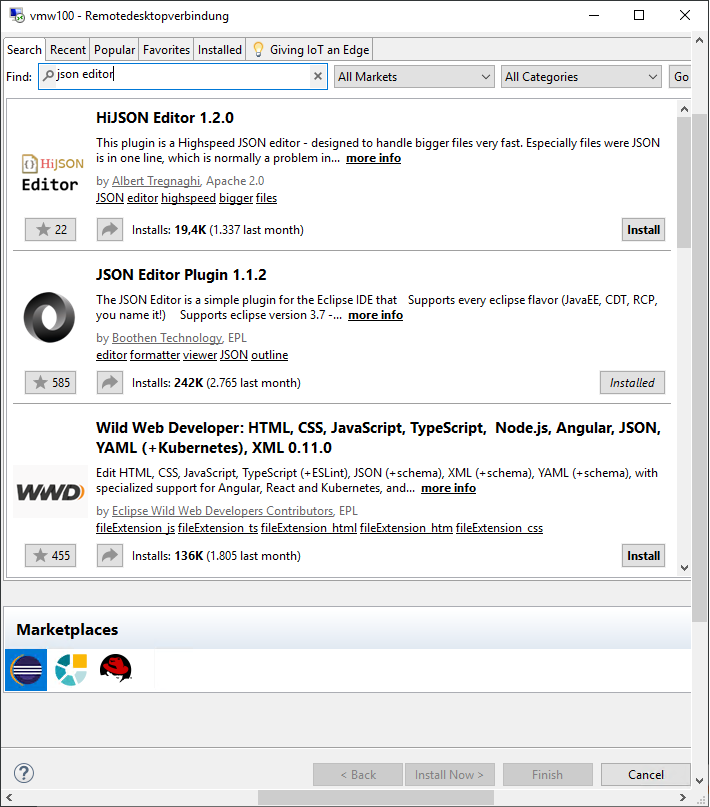 vmw100 - Remotedesktopverbindung
Search Recent Popular Favorites Installed Giving IoT an Edge
Find: json editor All Markets All Categories Go
HiJSON Editor 1.2.0
This plugin is a Highspeed JSON editor - designed to handle bigger files very fast. Especially files were JSON
is in one line, which is normally a problem in... more info
{} HiJSON
Editor
by Albert Tregnaghi, Apache 2.0
JSON editor highspeed bigger files
22 Installs: 19,4K (1.337 last month) Install
JSON Editor Plugin 1.1.2
The JSON Editor is a simple plugin for the Eclipse IDE that Supports every eclipse flavor (JavaEE, CDT, RCP,
you name it!) Supports eclipse version 3.7 -... more info
by Boothen Technology, EPL
editor formatter viewer JSON outline
585 Installs: 242K (2.765 last month) Installed
Wild Web Developer: HTML, CSS, JavaScript, TypeScript, Node.js, Angular, JSON,
YAML (+Kubernetes), XML 0.11.0
Edit HTML, CSS, JavaScript, TypeScript (+ESLint), JSON (+schema), XML (+schema), YAML (+schema), with
specialized support for Angular, React and Kubernetes, and... more info
WWD
by Eclipse Wild Web Developers Contributors, EPL
fileExtension_js fileExtension_ts fileExtension_html fileExtension_htm fileExtension_css
455 Installs: 136K (1.805 last month) Install
Marketplaces
? < Back Install Now > Finish Cancel